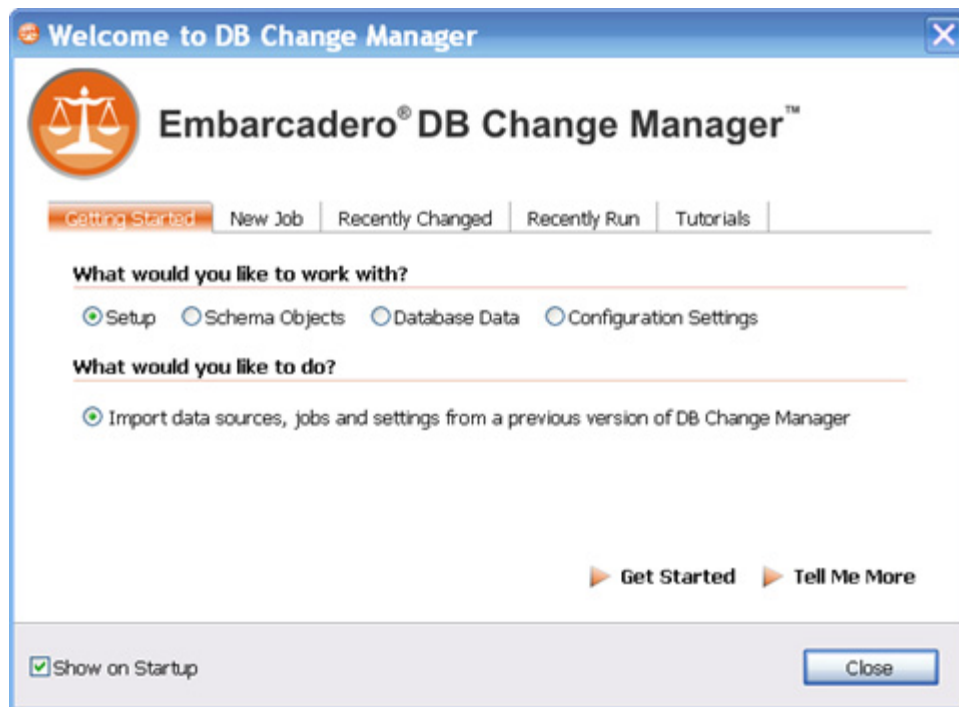 Welcome to DB Change Manager
Embarcadero® DB Change Manager™
Getting Started New Job Recently Changed Recently Run Tutorials
What would you like to work with?
Setup Schema Objects Database Data Configuration Settings
What would you like to do?
Import data sources, jobs and settings from a previous version of DB Change Manager
Get Started Tell Me More
Show on Startup Close